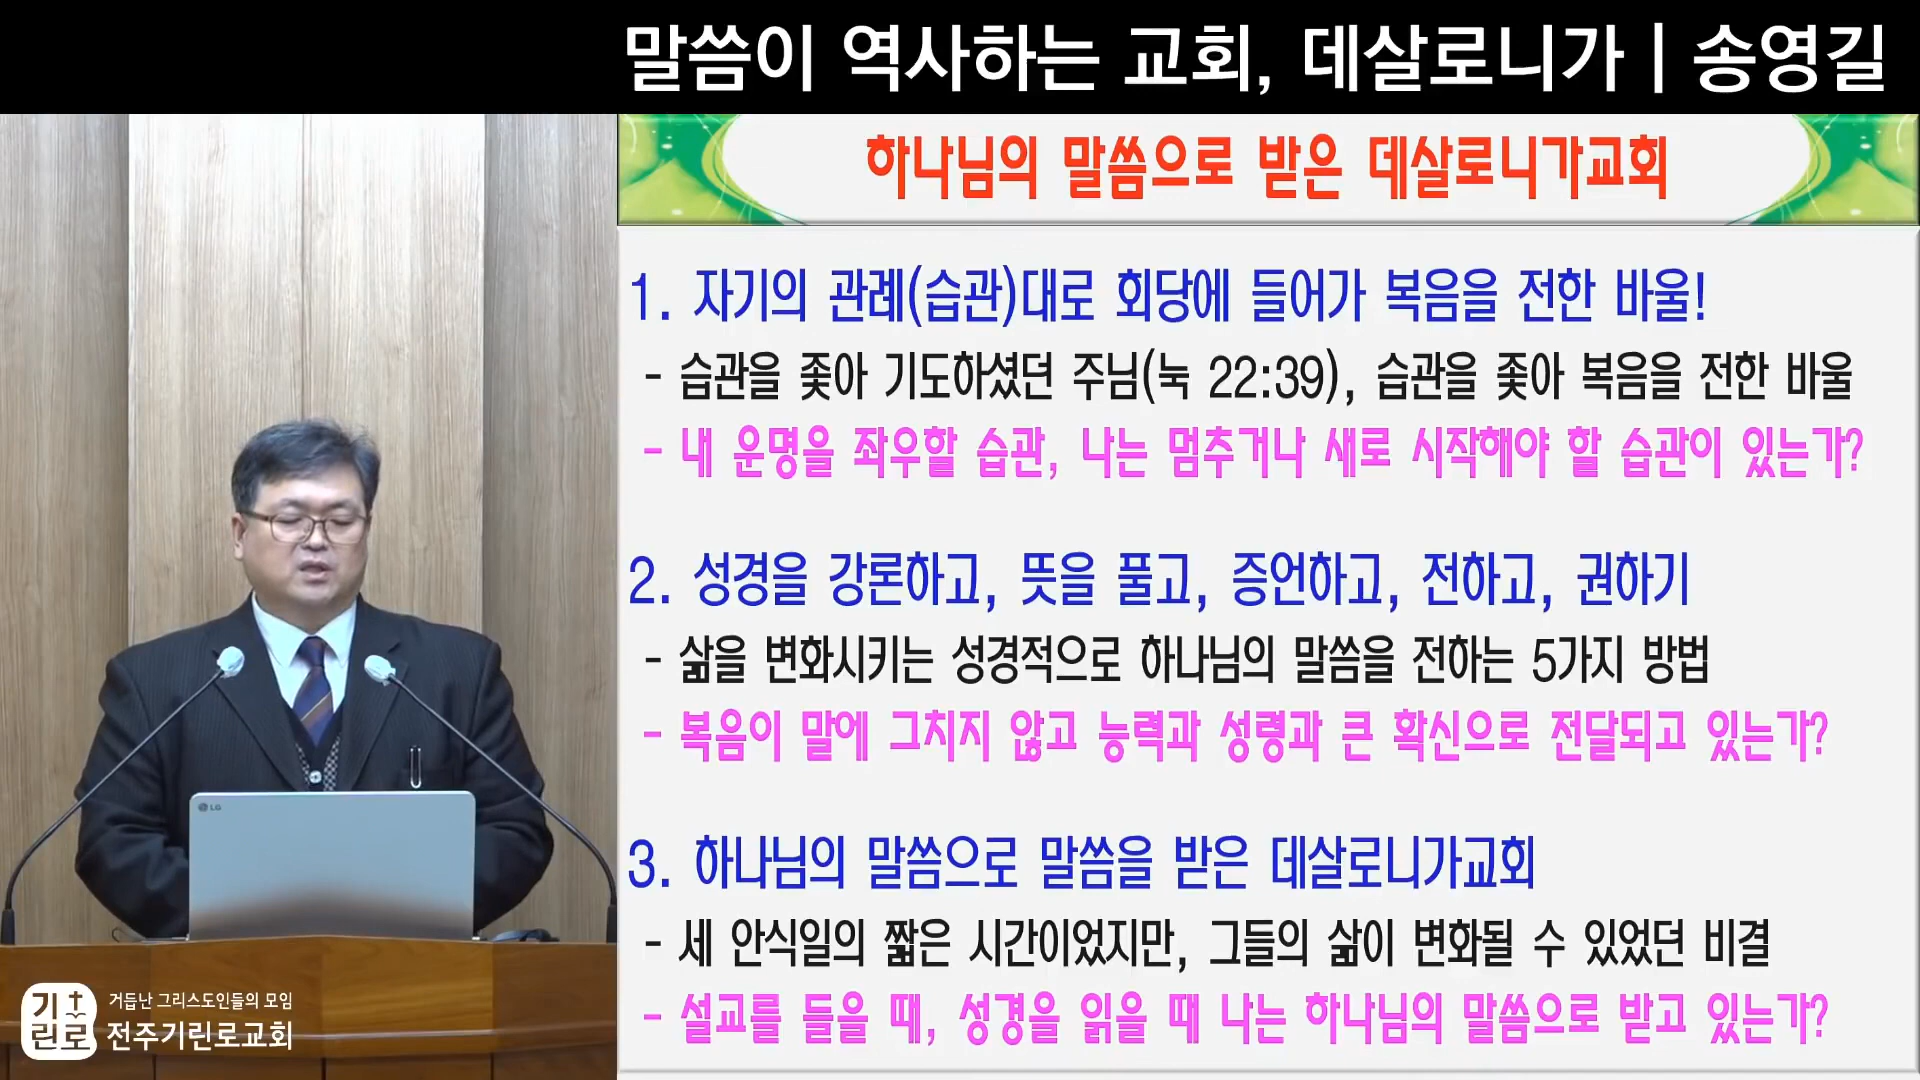 말씀이 역사하는 교회, 데살로니가 | 송영길
하나님의 말씀으로 받은 데살로니가교회
1. 자기의 관례(습관)대로 회당에 들어가 복음을 전한 바울!
- 습관을 좇아 기도하셨던 주님(눅 22:39), 습관을 좇아 복음을 전한 바울
- 내 운명을 좌우할 습관, 나는 멈추거나 새로 시작해야 할 습관이 있는가?
2. 성경을 강론하고, 뜻을 풀고, 증언하고, 전하고, 권하기
- 삶을 변화시키는 성경적으로 하나님의 말씀을 전하는 5가지 방법
- 복음이 말에 그치지 않고 능력과 성령과 큰 확신으로 전달되고 있는가?
3. 하나님의 말씀으로 말씀을 받은 데살로니가교회
- 세 안식일의 짧은 시간이었지만, 그들의 삶이 변화될 수 있었던 비결
- 설교를 들을 때, 성경을 읽을 때 나는 하나님의 말씀으로 받고 있는가?
LG
기린로
거듭난 그리스도인들의 모임
전주기린로교회